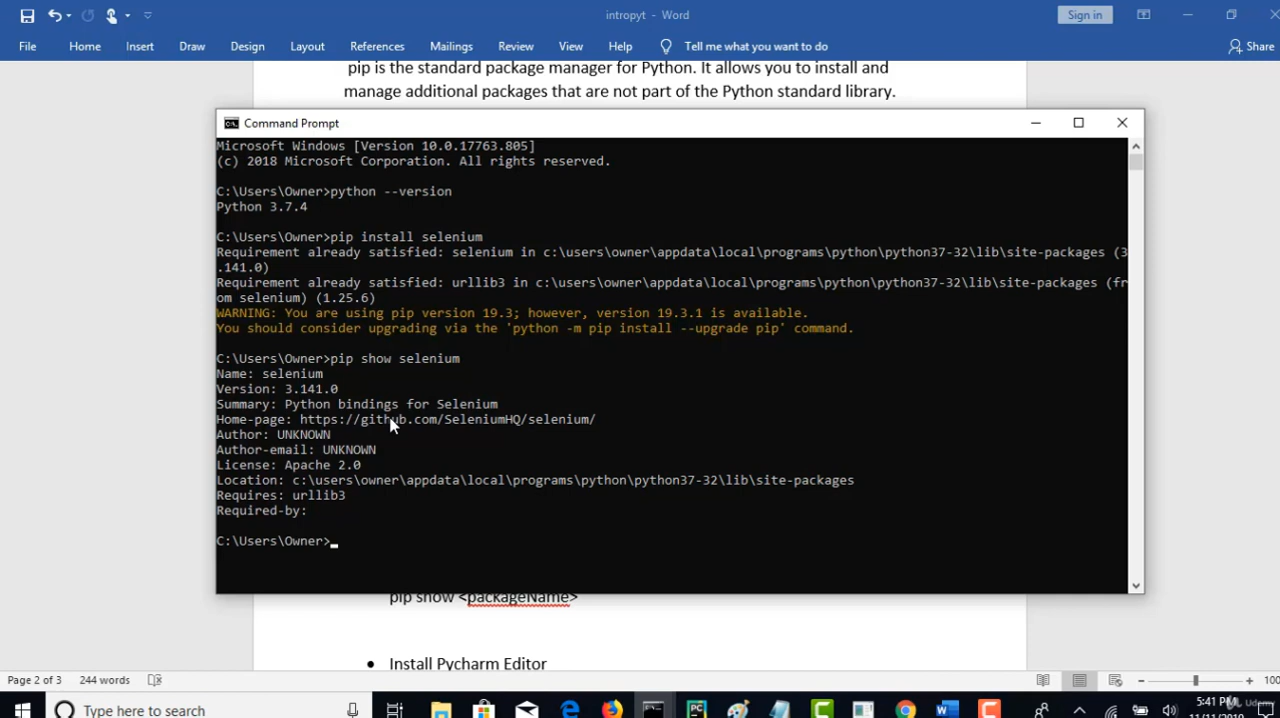 intropyt - Word
Sign in
File Home Insert Draw Design Layout References Mailings Review View Help Tell me what you want to do Share
pip is the standard package manager for Python. It allows you to install and
manage additional packages that are not part of the Python standard library.
Command Prompt
Microsoft Windows [Version 10.0.17763.805]
(c) 2018 Microsoft Corporation. All rights reserved.
C:\Users\Owner>python --version
Python 3.7.4
C:\Users\Owner>pip install selenium
Requirement already satisfied: selenium in c:\users\owner\appdata\local\programs\python\python37-32\lib\site-packages (3
.141.0)
Requirement already satisfied: urllib3 in c:\users\owner\appdata\local\programs\python\python37-32\lib\site-packages (fr
om selenium) (1.25.6)
WARNING: You are using pip version 19.3; however, version 19.3.1 is available.
You should consider upgrading via the 'python -m pip install --upgrade pip' command.
C:\Users\Owner>pip show selenium
Name: selenium
Version: 3.141.0
Summary: Python bindings for Selenium
Home-page: https://github.com/SeleniumHQ/selenium/
Author: UNKNOWN
Author-email: UNKNOWN
License: Apache 2.0
Location: c:\users\owner\appdata\local\programs\python\python37-32\lib\site-packages
Requires: urllib3
Required-by:
C:\Users\Owner>
pip show <packageName>
• Install Pycharm Editor
Page 2 of 3 244 words 100
Type here to search
5:41 PM
Udemy